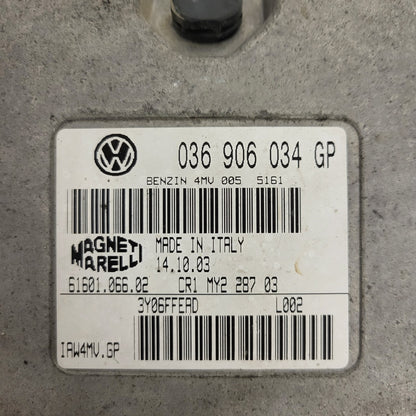 036 906 034 GP
BENZIN 4MV 005 5161
MAGNETI MARELLI
MADE IN ITALY
14.10.03
61601.066.02 CR1 MY2 287 03
3Y06FFEAD L002
IAW4MV.GP